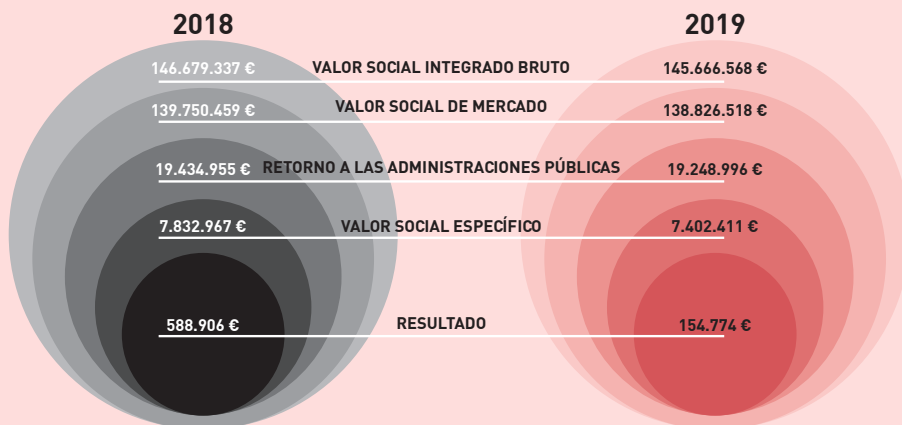 2018 2019
146.679.337 € VALOR SOCIAL INTEGRADO BRUTO 145.666.568 €
139.750.459 € VALOR SOCIAL DE MERCADO 138.826.518 €
19.434.955 € RETORNO A LAS ADMINISTRACIONES PÚBLICAS 19.248.996 €
7.832.967 € VALOR SOCIAL ESPECÍFICO 7.402.411 €
588.906 € RESULTADO 154.774 €